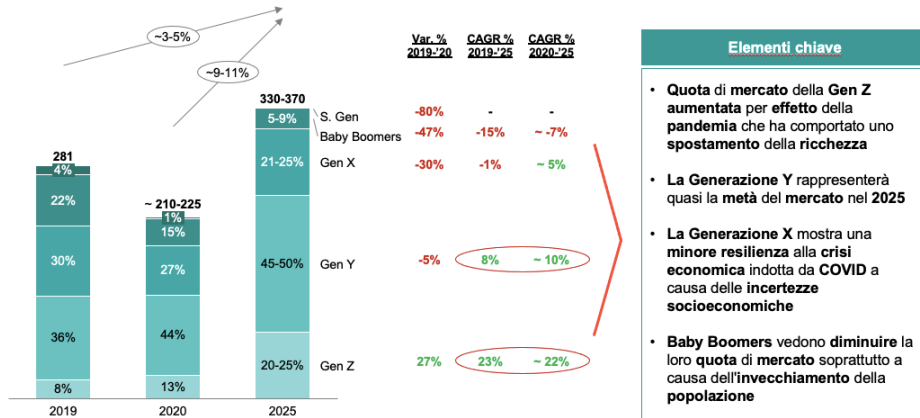 ~3-5%
~9-11%
281
4%
22%
30%
36%
8%
2019
~ 210-225
1%
15%
27%
44%
13%
2020
330-370
5-9%
21-25%
45-50%
20-25%
2025
S. Gen
Baby Boomers
Gen X
Gen Y
Gen Z
Var. % CAGR % CAGR %
2019-'20 2019-'25 2020-'25
-80% - -
-47% -15% ~ -7%
-30% -1% ~ 5%
-5% 8% ~ 10%
27% 23% ~ 22%
Elementi chiave
• Quota di mercato della Gen Z
aumentata per effetto della
pandemia che ha comportato uno
spostamento della ricchezza
• La Generazione Y rappresenterà
quasi la metà del mercato nel 2025
• La Generazione X mostra una
minore resilienza alla crisi
economica indotta da COVID a
causa delle incertezze
socioeconomiche
• Baby Boomers vedono diminuire la
loro quota di mercato soprattutto a
causa dell'invecchiamento della
popolazione